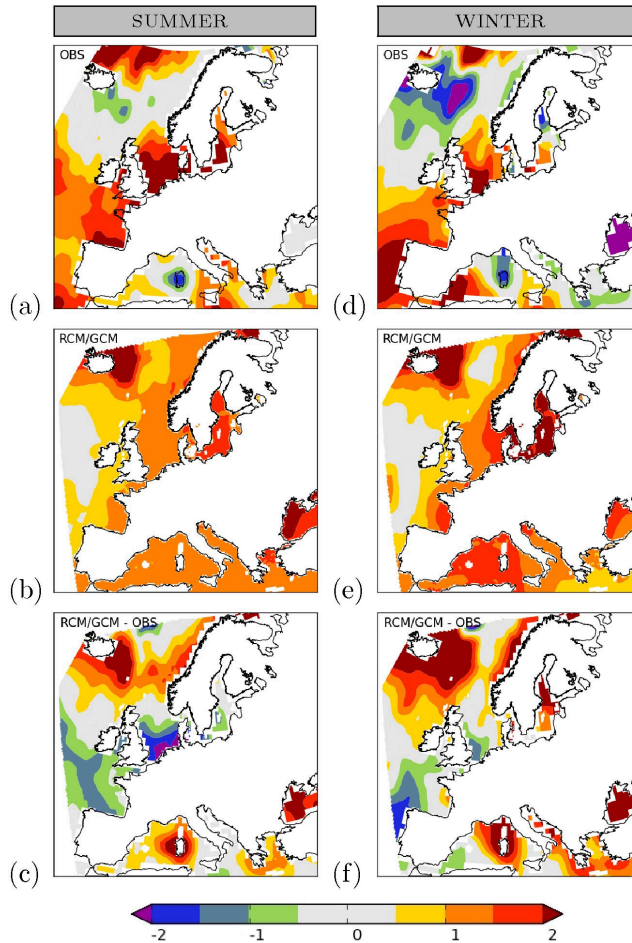 SUMMER WINTER
OBS OBS
(a) (d)
RCM/GCM RCM/GCM
(b) (e)
RCM/GCM - OBS RCM/GCM - OBS
(c) (f)
-2 -1 0 1 2